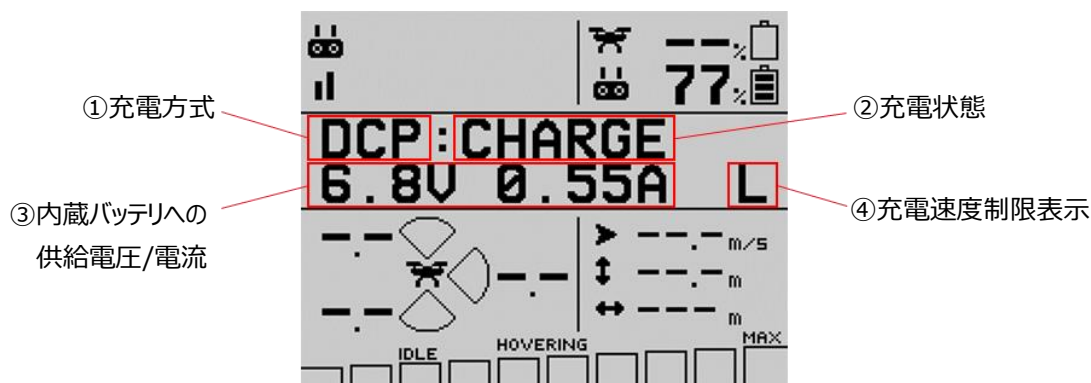 --%
77%
①充電方式
②充電状態
DCP:CHARGE
6.8V 0.55A L
③内蔵バッテリへの
供給電圧/電流
④充電速度制限表示
--.- --.- m/s
--.- --.- m
--.- --- m
IDLE HOVERING MAX